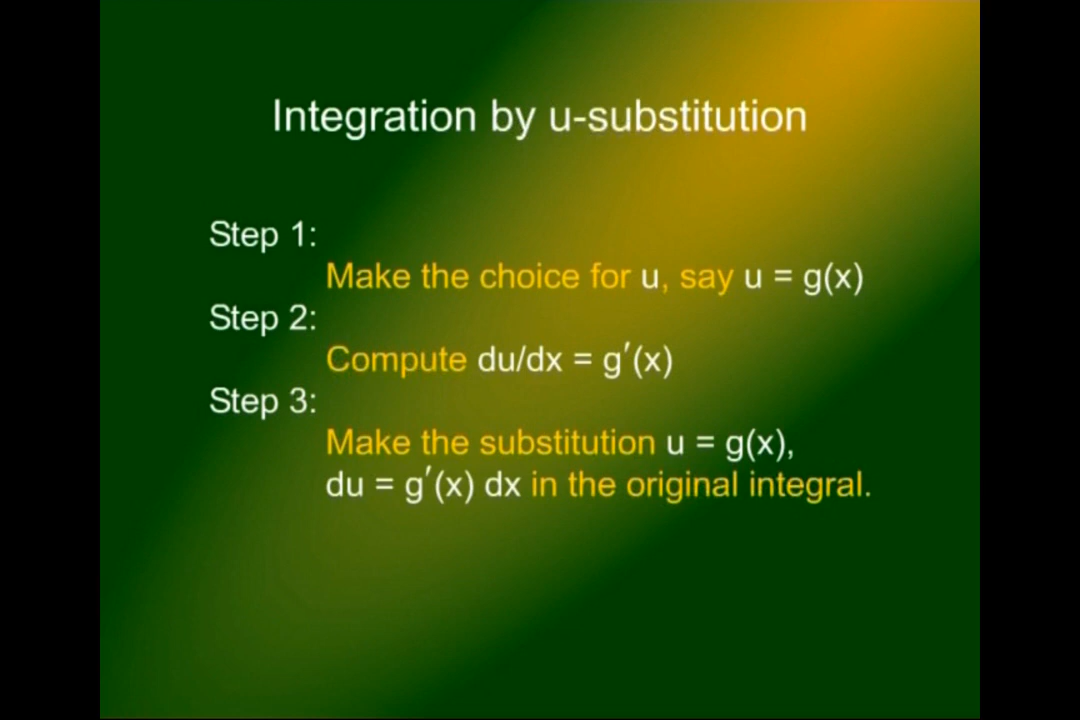 Integration by u-substitution
Step 1:
Make the choice for u, say u = g(x)
Step 2:
Compute du/dx = g′(x)
Step 3:
Make the substitution u = g(x),
du = g′(x) dx in the original integral.